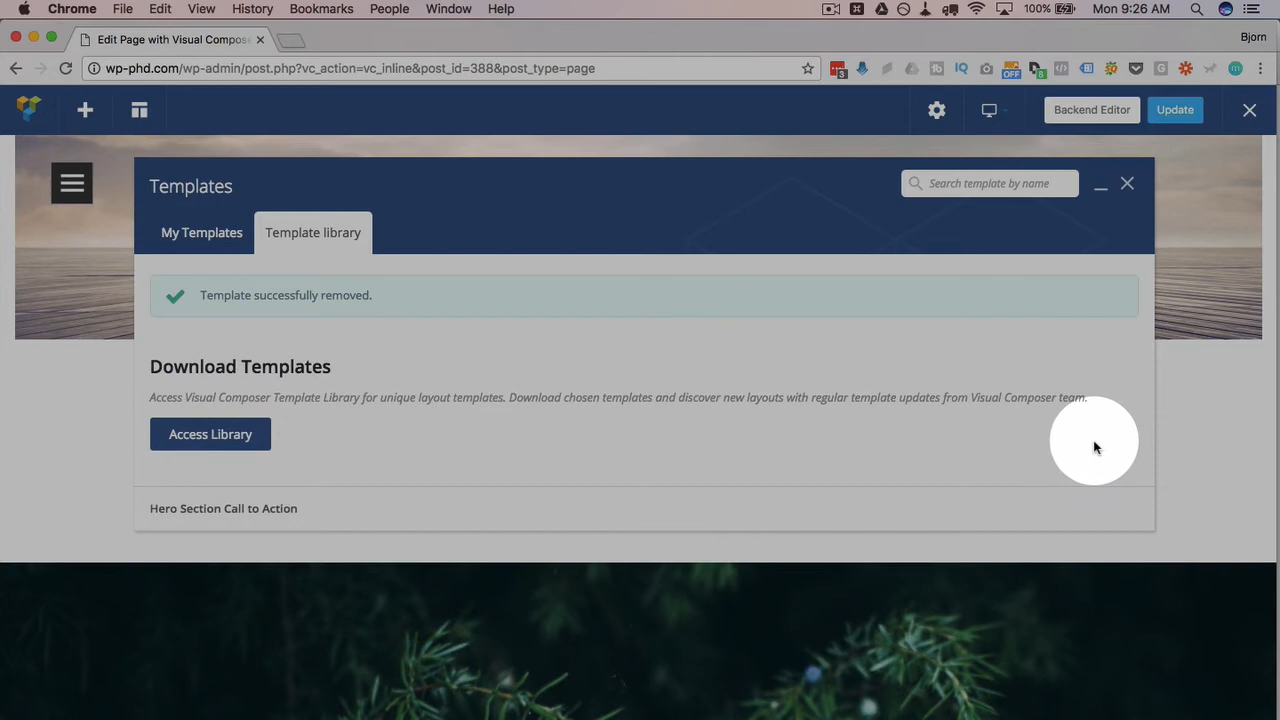 Chrome File Edit View History Bookmarks People Window Help 100% Mon 9:26 AM
Edit Page with Visual Compose Bjorn
wp-phd.com/wp-admin/post.php?vc_action=vc_inline&post_id=388&post_type=page
Backend Editor Update
Templates Search template by name
My Templates Template library
Template successfully removed.
Download Templates
Access Visual Composer Template Library for unique layout templates. Download chosen templates and discover new layouts with regular template updates from Visual Composer team.
Access Library
Hero Section Call to Action